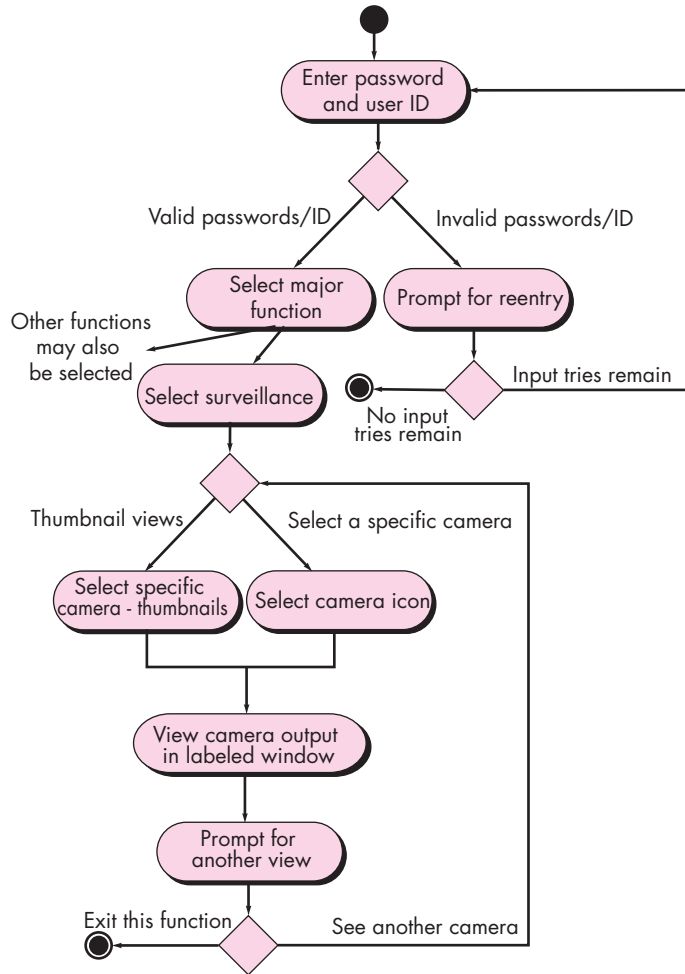 Enter password
and user ID
Valid passwords/ID
Invalid passwords/ID
Select major
function
Prompt for reentry
Other functions
may also
be selected
Input tries remain
Select surveillance
No input
tries remain
Thumbnail views
Select a specific camera
Select specific
camera - thumbnails
Select camera icon
View camera output
in labeled window
Prompt for
another view
Exit this function
See another camera